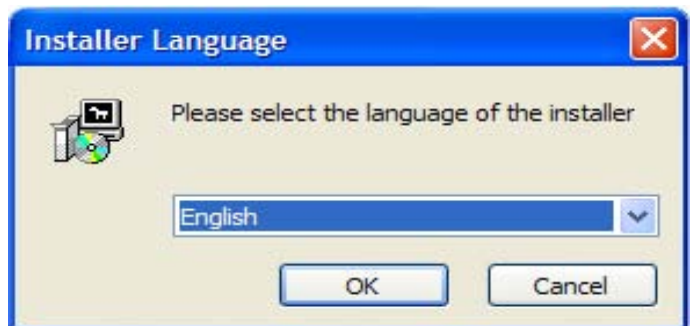 Installer Language
Please select the language of the installer
English
OK
Cancel